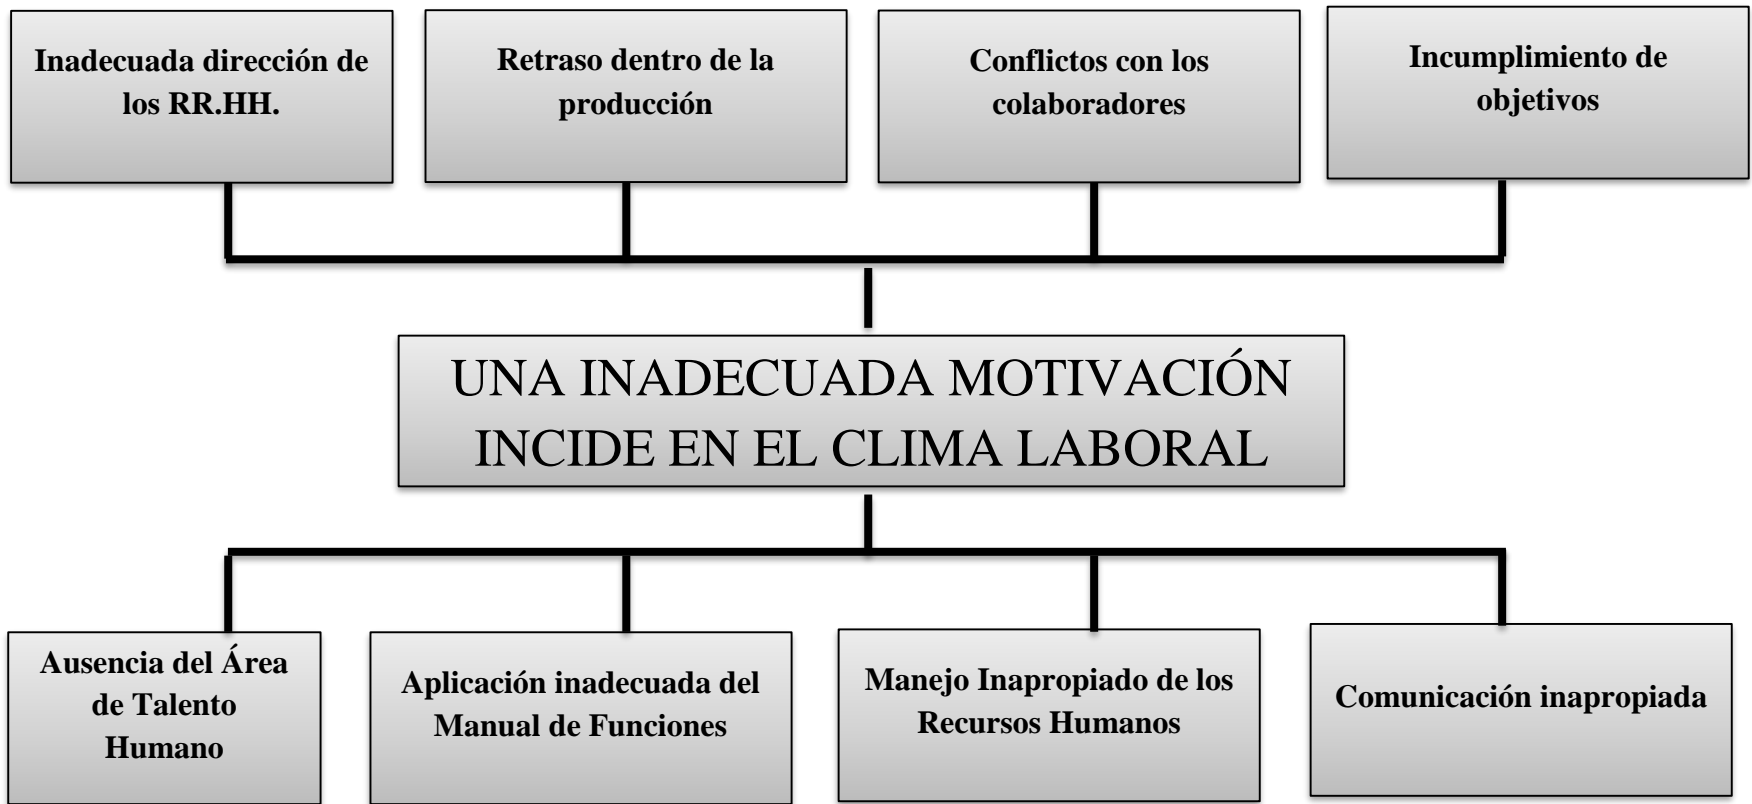 Inadecuada dirección de
los RR.HH.
Retraso dentro de la
producción
Conflictos con los
colaboradores
Incumplimiento de
objetivos
UNA INADECUADA MOTIVACIÓN
INCIDE EN EL CLIMA LABORAL
Ausencia del Área
de Talento
Humano
Aplicación inadecuada del
Manual de Funciones
Manejo Inapropiado de los
Recursos Humanos
Comunicación inapropiada